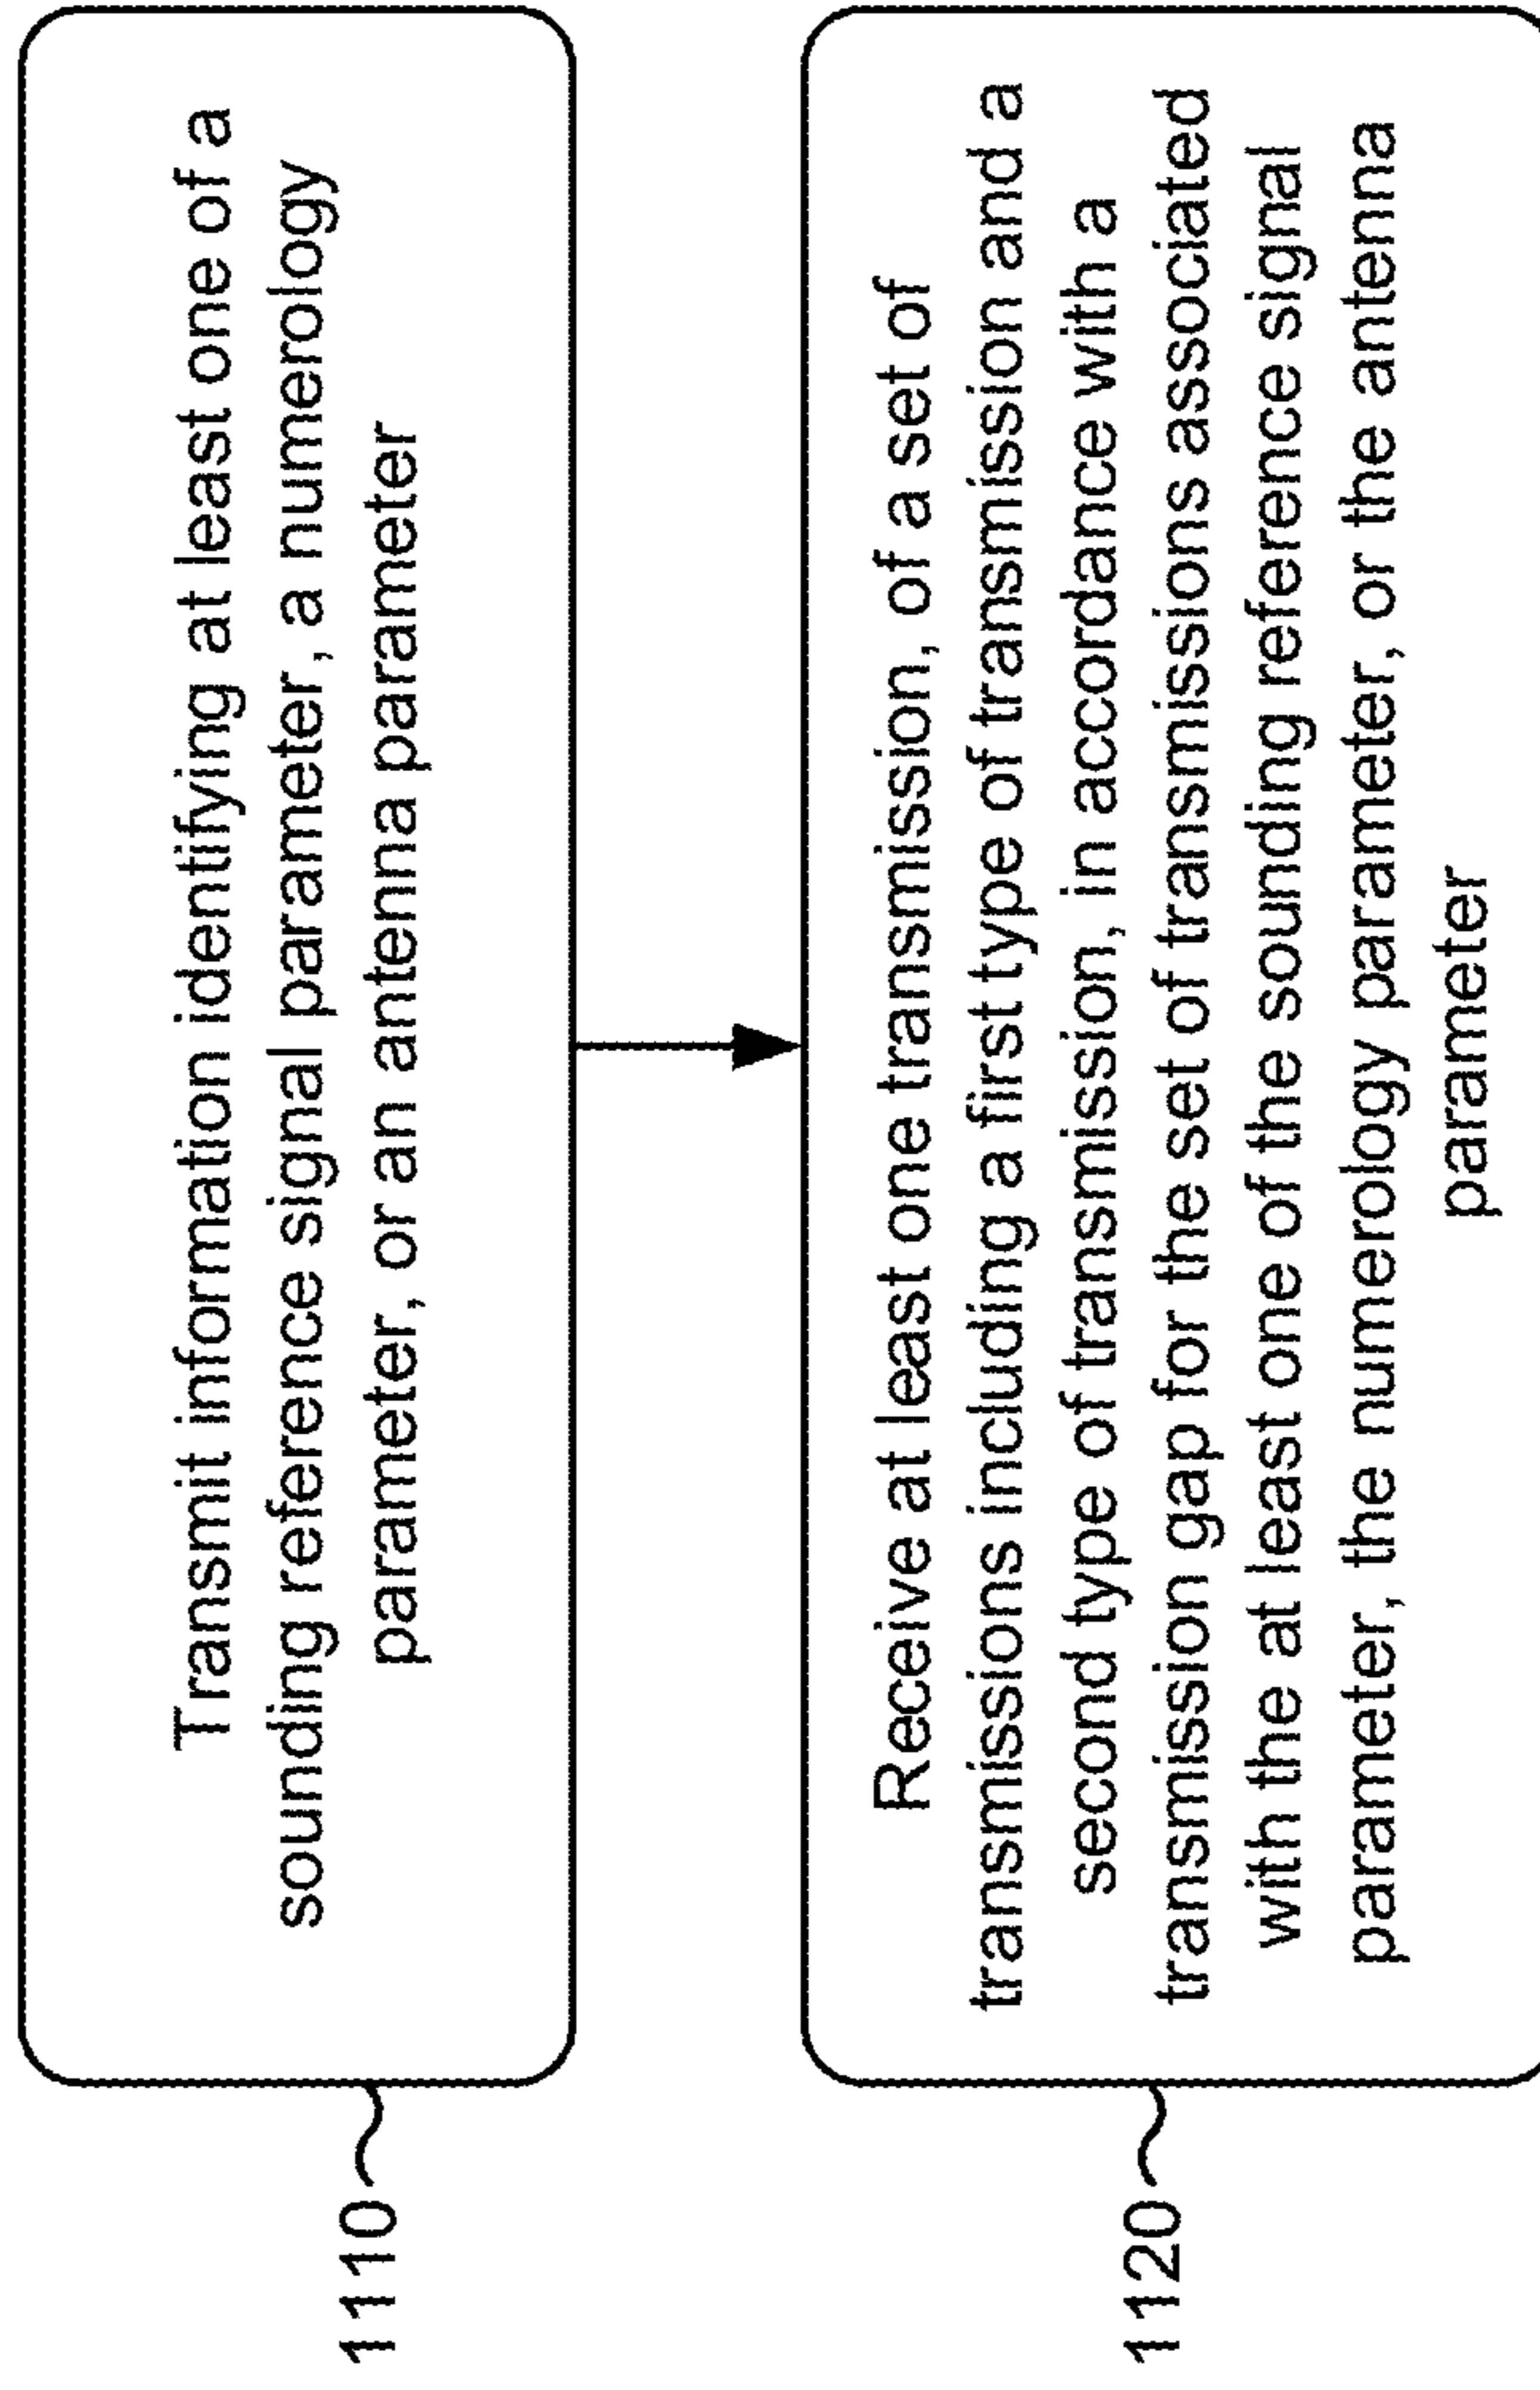 1110
Transmit information identifying at least one of a
sounding reference signal parameter, a numerology
parameter, or an antenna parameter
1120
Receive at least one transmission, of a set of
transmissions including a first type of transmission and a
second type of transmission, in accordance with a
transmission gap for the set of transmissions associated
with the at least one of the sounding reference signal
parameter, the numerology parameter, or the antenna
parameter